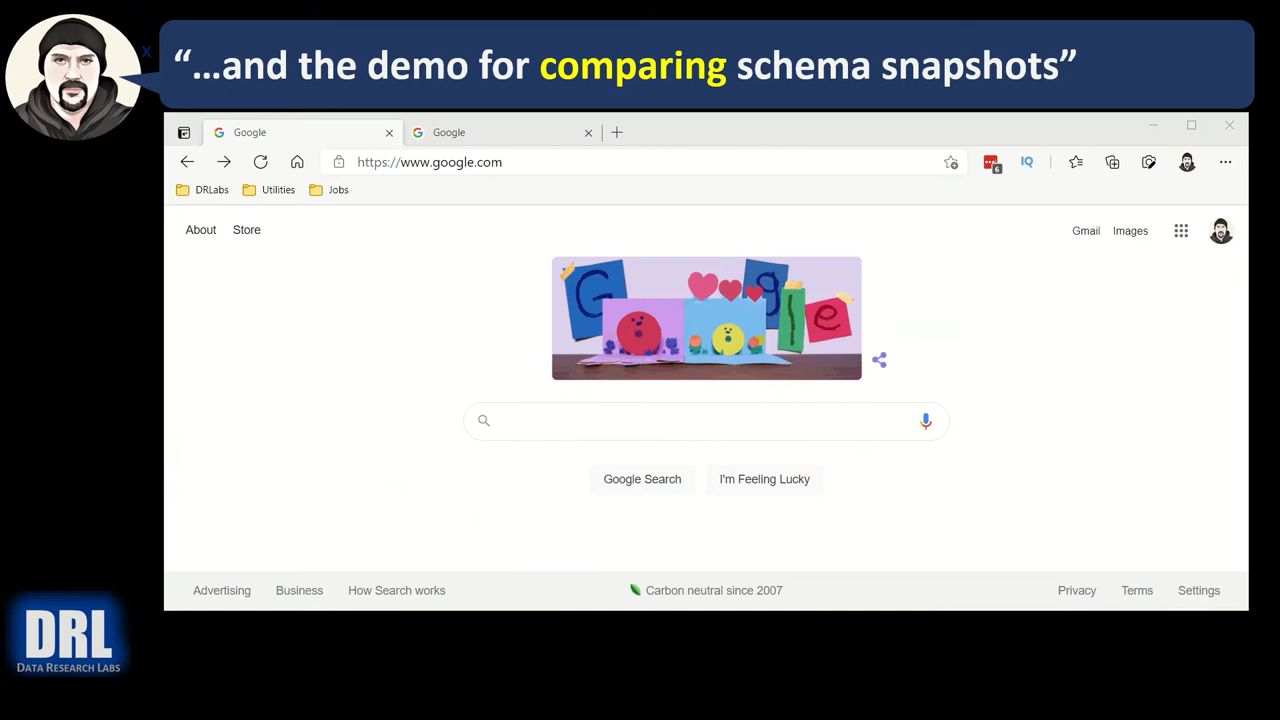 “...and the demo for comparing schema snapshots”
x
Google
Google
https://www.google.com
6
IQ
DRLabs Utilities Jobs
About Store
Gmail Images
G g l e
Google Search I'm Feeling Lucky
Advertising Business How Search works
Carbon neutral since 2007
Privacy Terms Settings
DRL
DATA RESEARCH LABS